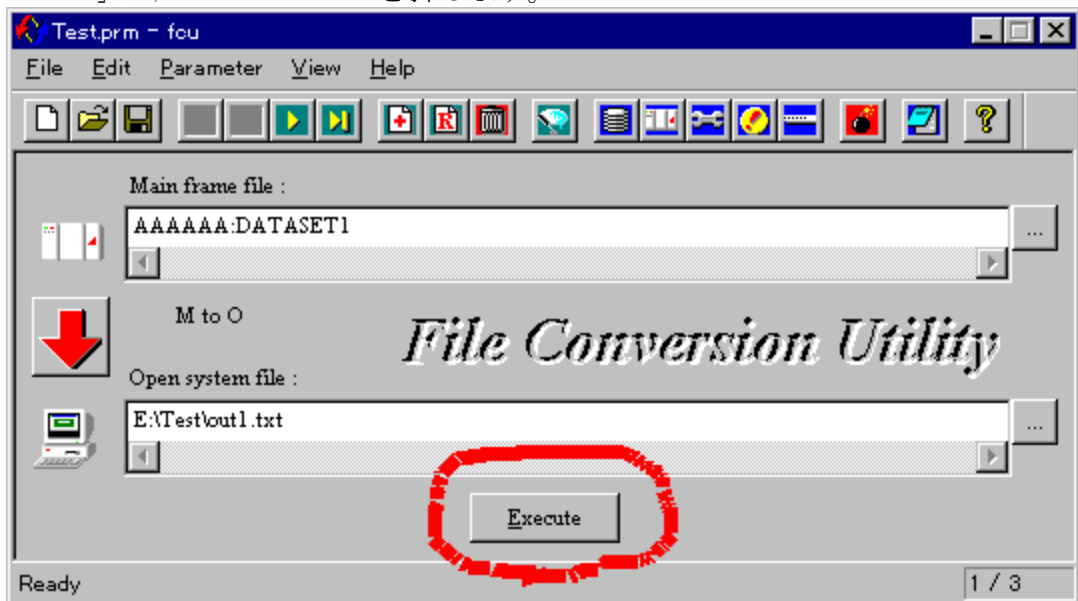 Test.prm - fcu
File Edit Parameter View Help
Main frame file :
AAAAAA:DATASET1
...
M to O
File Conversion Utility
Open system file :
E:\Test\out1.txt
...
Execute
Ready
1 / 3